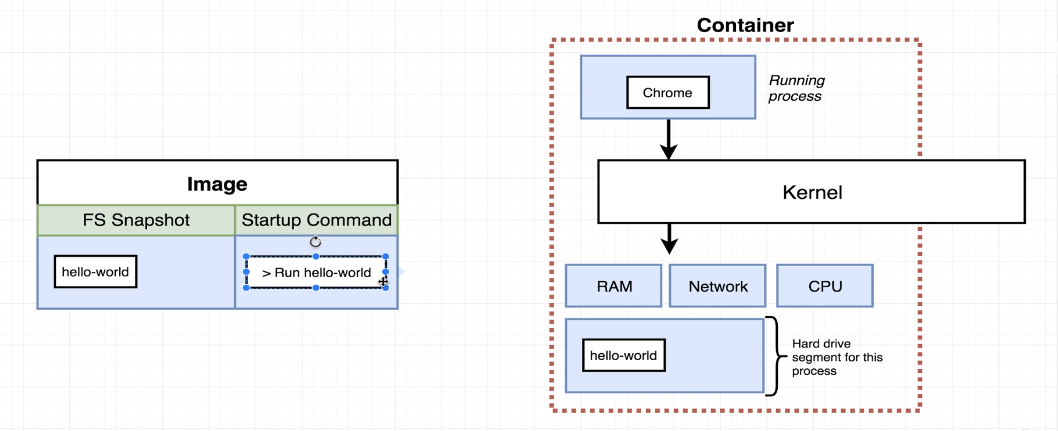 Container
Chrome
Running
process
Image
Kernel
FS Snapshot
Startup Command
hello-world
> Run hello-world
RAM
Network
CPU
hello-world
Hard drive
segment for this
process